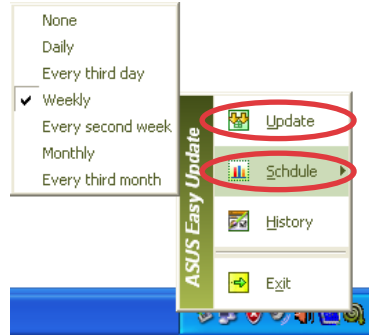 None
Daily
Every third day
Weekly
Every second week
Monthly
Every third month
ASUS Easy Update
Update
Schdule
History
Exit